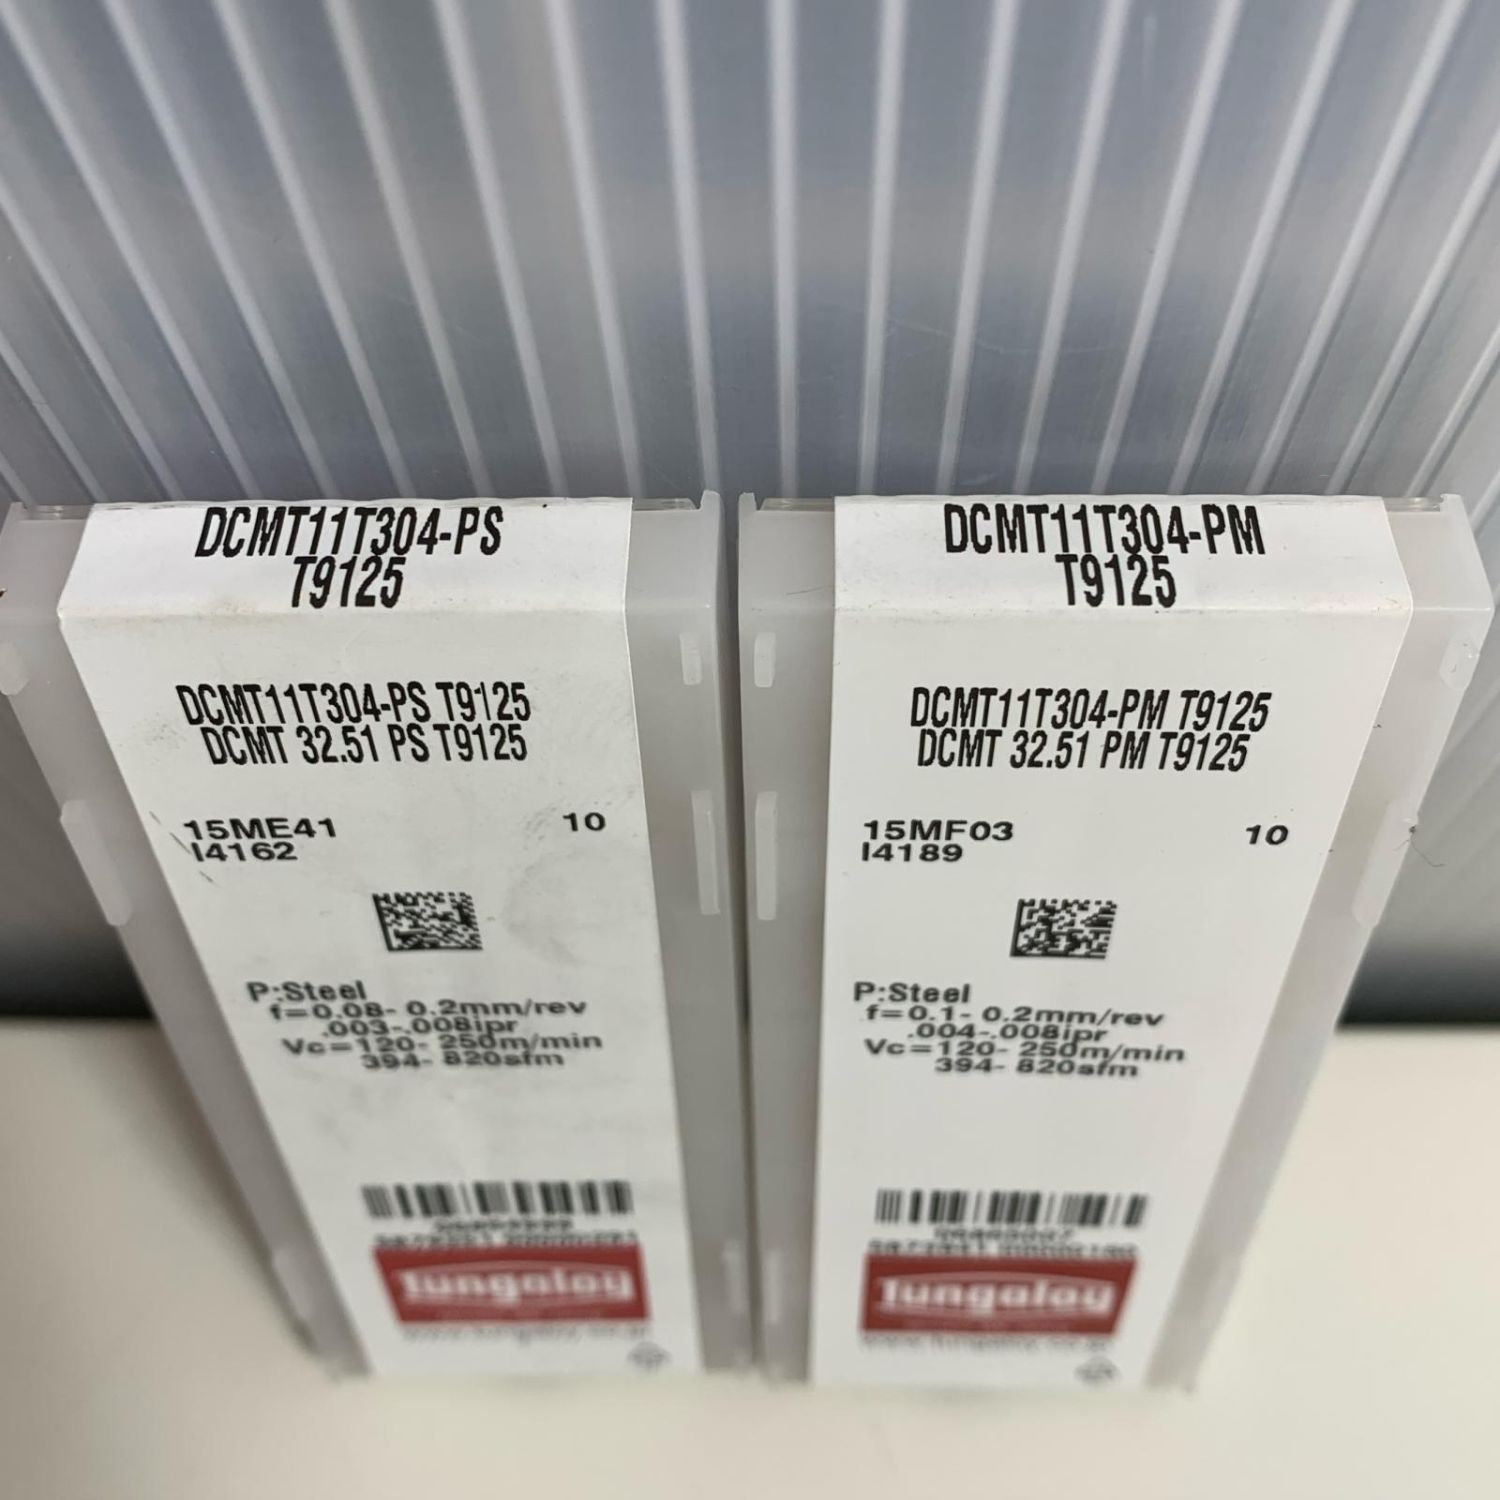 DCMT11T304-PS
T9125
DCMT11T304-PS T9125
DCMT 32.51 PS T9125
15ME41 10
I4162
P:Steel
f=0.08- 0.2mm/rev
.003-.008ipr
Vc=120- 250m/min
394- 820sfm
Tungaloy
DCMT11T304-PM
T9125
DCMT11T304-PM T9125
DCMT 32.51 PM T9125
15MF03 10
I4189
P:Steel
f=0.1- 0.2mm/rev
.004-.008ipr
Vc=120- 250m/min
394- 820sfm
Tungaloy